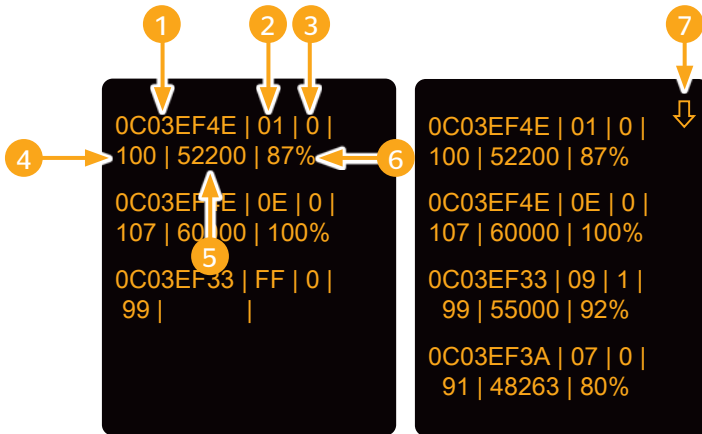 1
2
3
7
0C03EF4E | 01 | 0 |
4
100 | 52200 | 87%
6
0C03EF4E | 0E | 0 |
107 | 60000 | 100%
5
0C03EF33 | FF | 0 |
99 | |
0C03EF4E | 01 | 0 |
100 | 52200 | 87%
0C03EF4E | 0E | 0 |
107 | 60000 | 100%
0C03EF33 | 09 | 1 |
99 | 55000 | 92%
0C03EF3A | 07 | 0 |
91 | 48263 | 80%